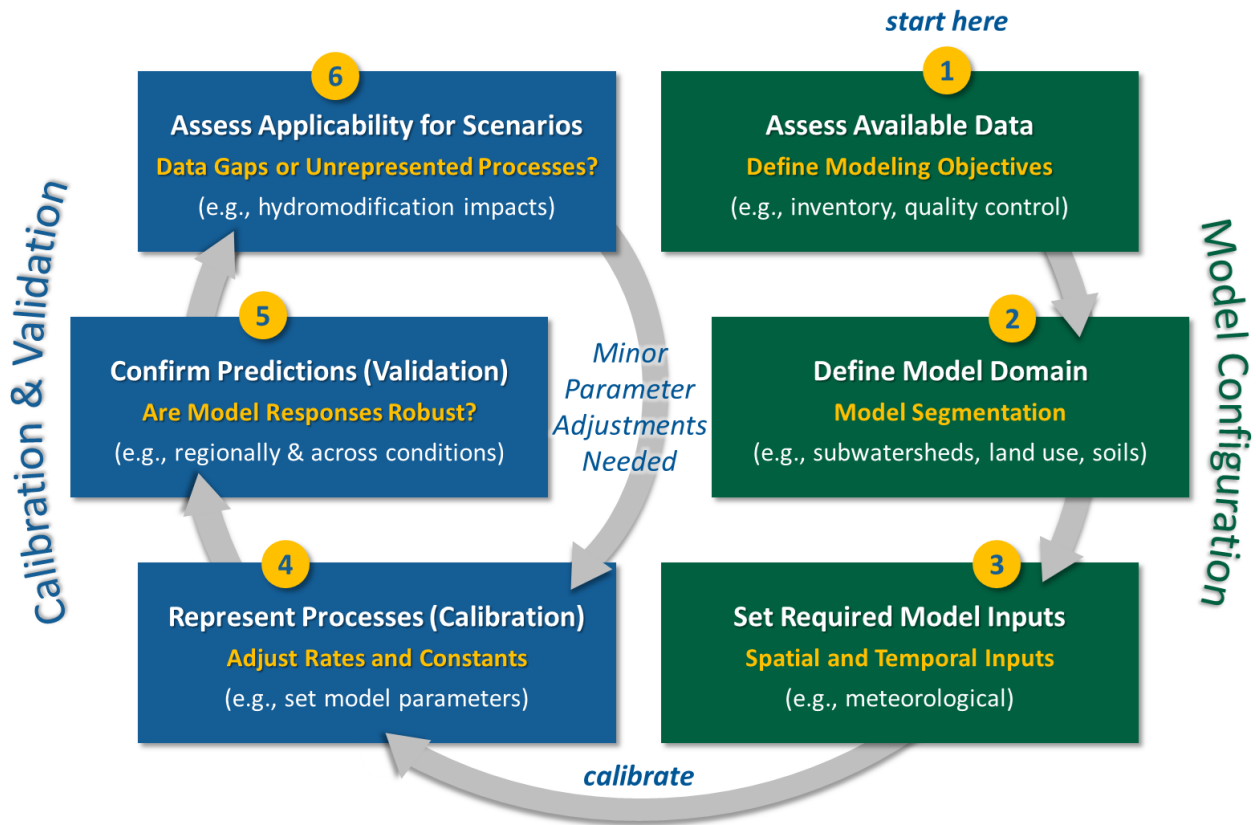 start here
1
Assess Available Data
Define Modeling Objectives
(e.g., inventory, quality control)
2
Define Model Domain
Model Segmentation
(e.g., subwatersheds, land use, soils)
3
Set Required Model Inputs
Spatial and Temporal Inputs
(e.g., meteorological)
Model Configuration
calibrate
4
Represent Processes (Calibration)
Adjust Rates and Constants
(e.g., set model parameters)
5
Confirm Predictions (Validation)
Are Model Responses Robust?
(e.g., regionally & across conditions)
6
Assess Applicability for Scenarios
Data Gaps or Unrepresented Processes?
(e.g., hydromodification impacts)
Minor
Parameter
Adjustments
Needed
Calibration & Validation